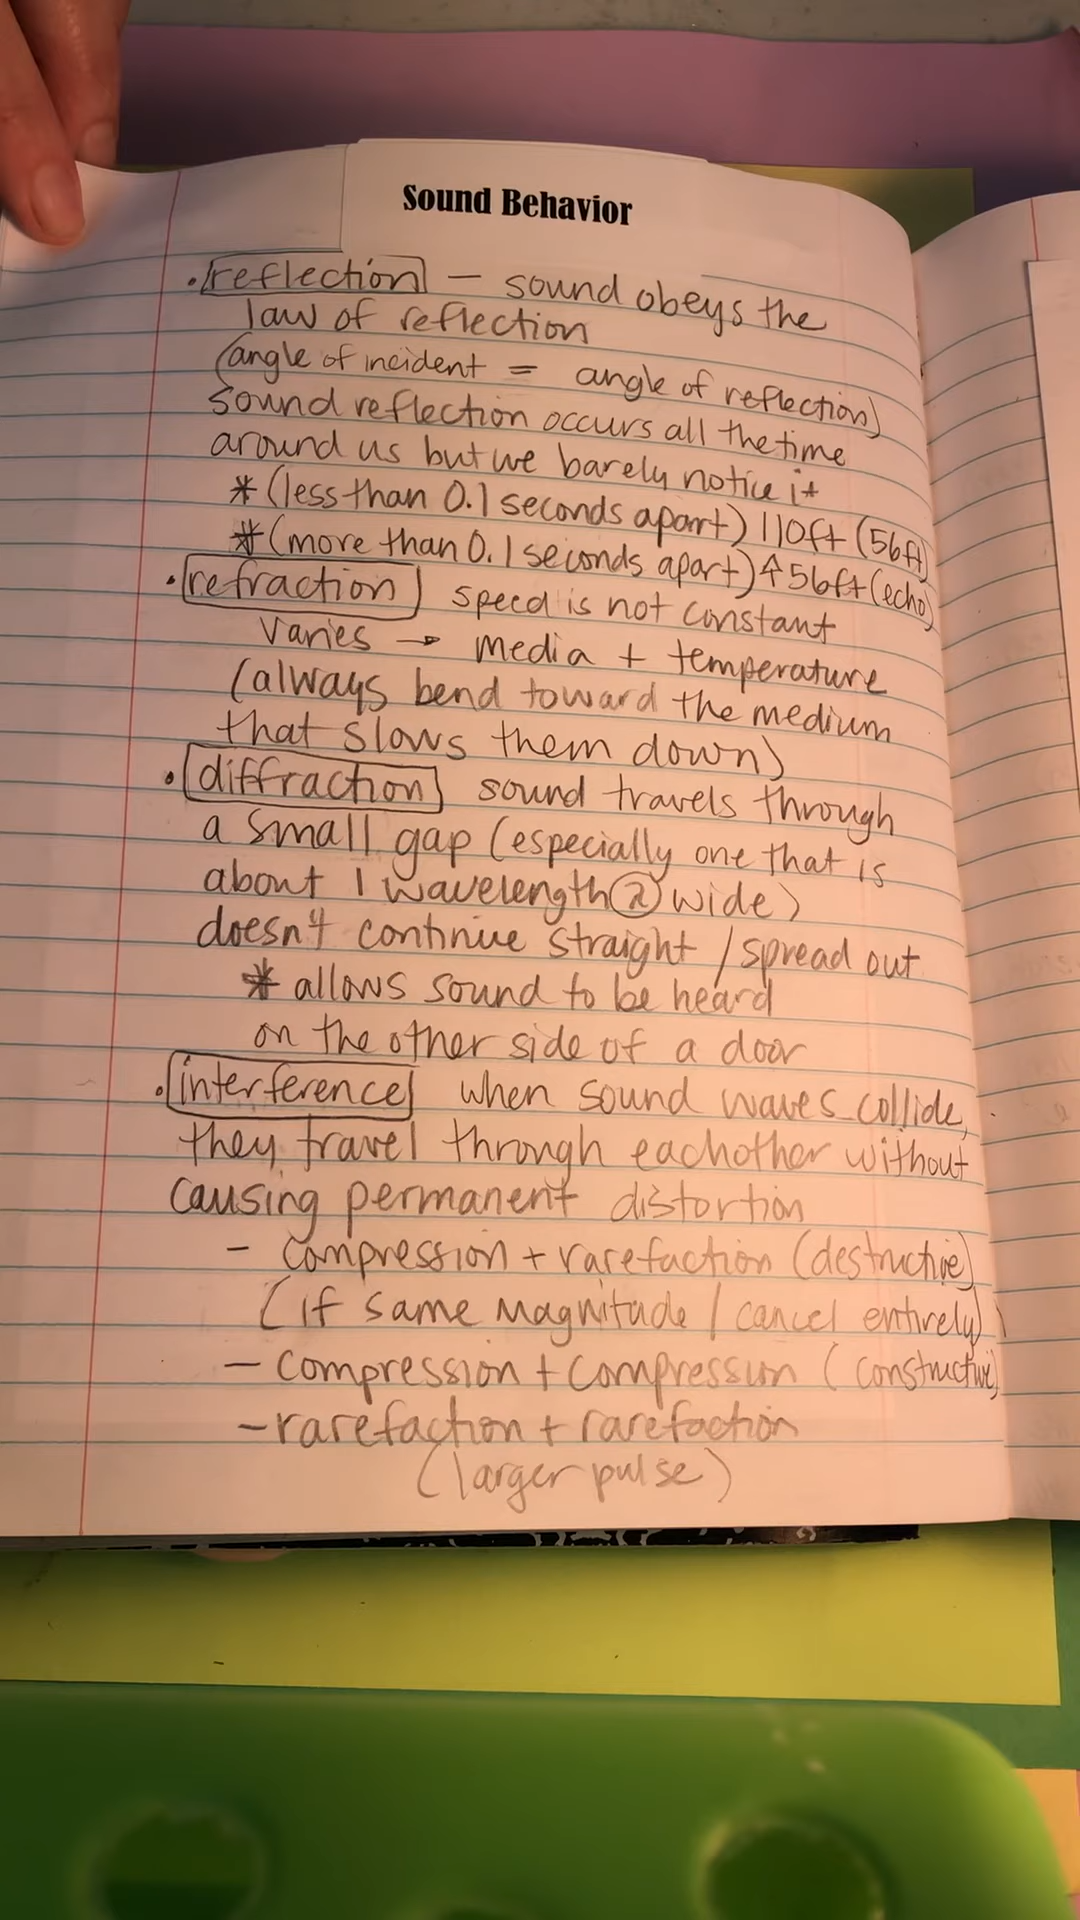 Sound Behavior
• reflection — sound obeys the
law of reflection
(angle of incident = angle of reflection)
Sound reflection occurs all the time
around us but we barely notice it
* (less than 0.1 seconds apart) 110ft (56ft)
* (more than 0.1 seconds apart) ↑56ft (echo)
• refraction speed is not constant
varies → media + temperature
(always bend toward the medium
that slows them down)
• diffraction sound travels through
a small gap (especially one that is
about 1 wavelength λ wide)
doesn't continue straight / spread out
* allows sound to be heard
on the other side of a door
• interference when sound waves collide,
they travel through eachother without
causing permanent distortion
- compression + rarefaction (destructive)
(if same magnitude / cancel entirely)
- compression + compression (constructive)
- rarefaction + rarefaction
(larger pulse)